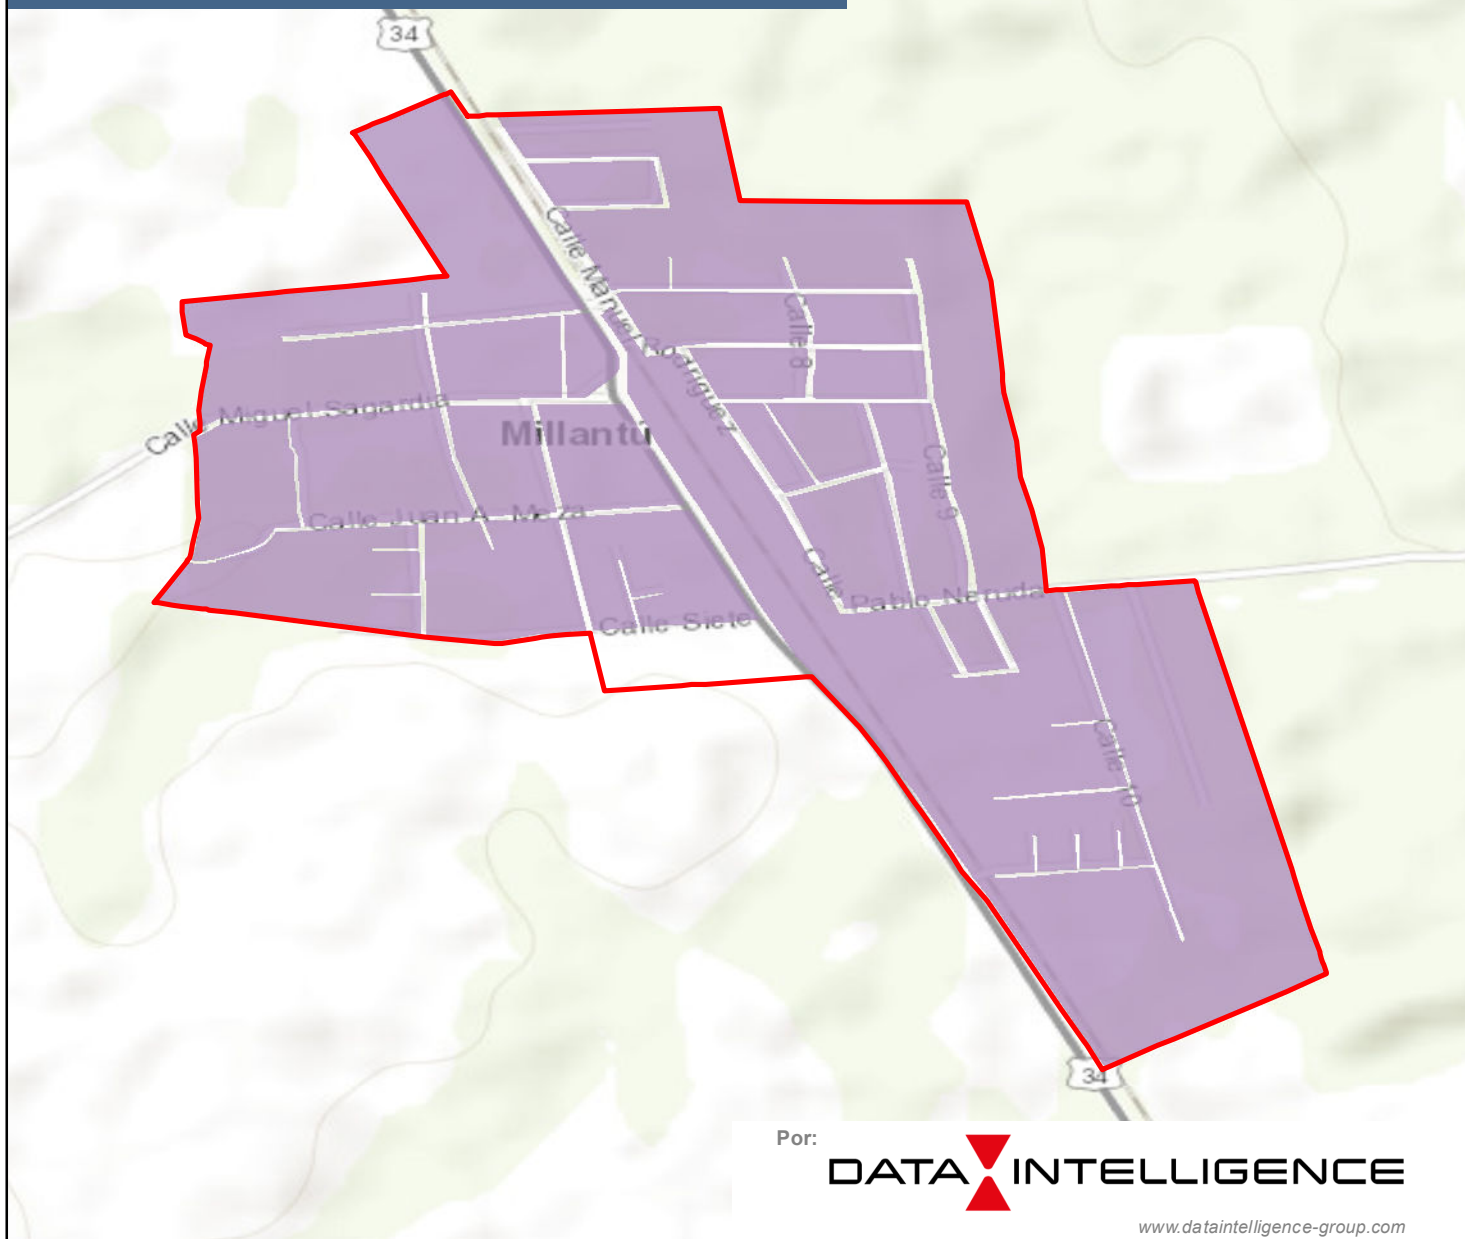 34
Calle Manuel Rodriguez
Calle 8
Calle Miguel Sagardia
Millantu
Calle 9
Calle Juan A. Meza
Calle Pablo Neruda
Calle Siete
Calle 10
34
Por:
DATA INTELLIGENCE
www.dataintelligence-group.com